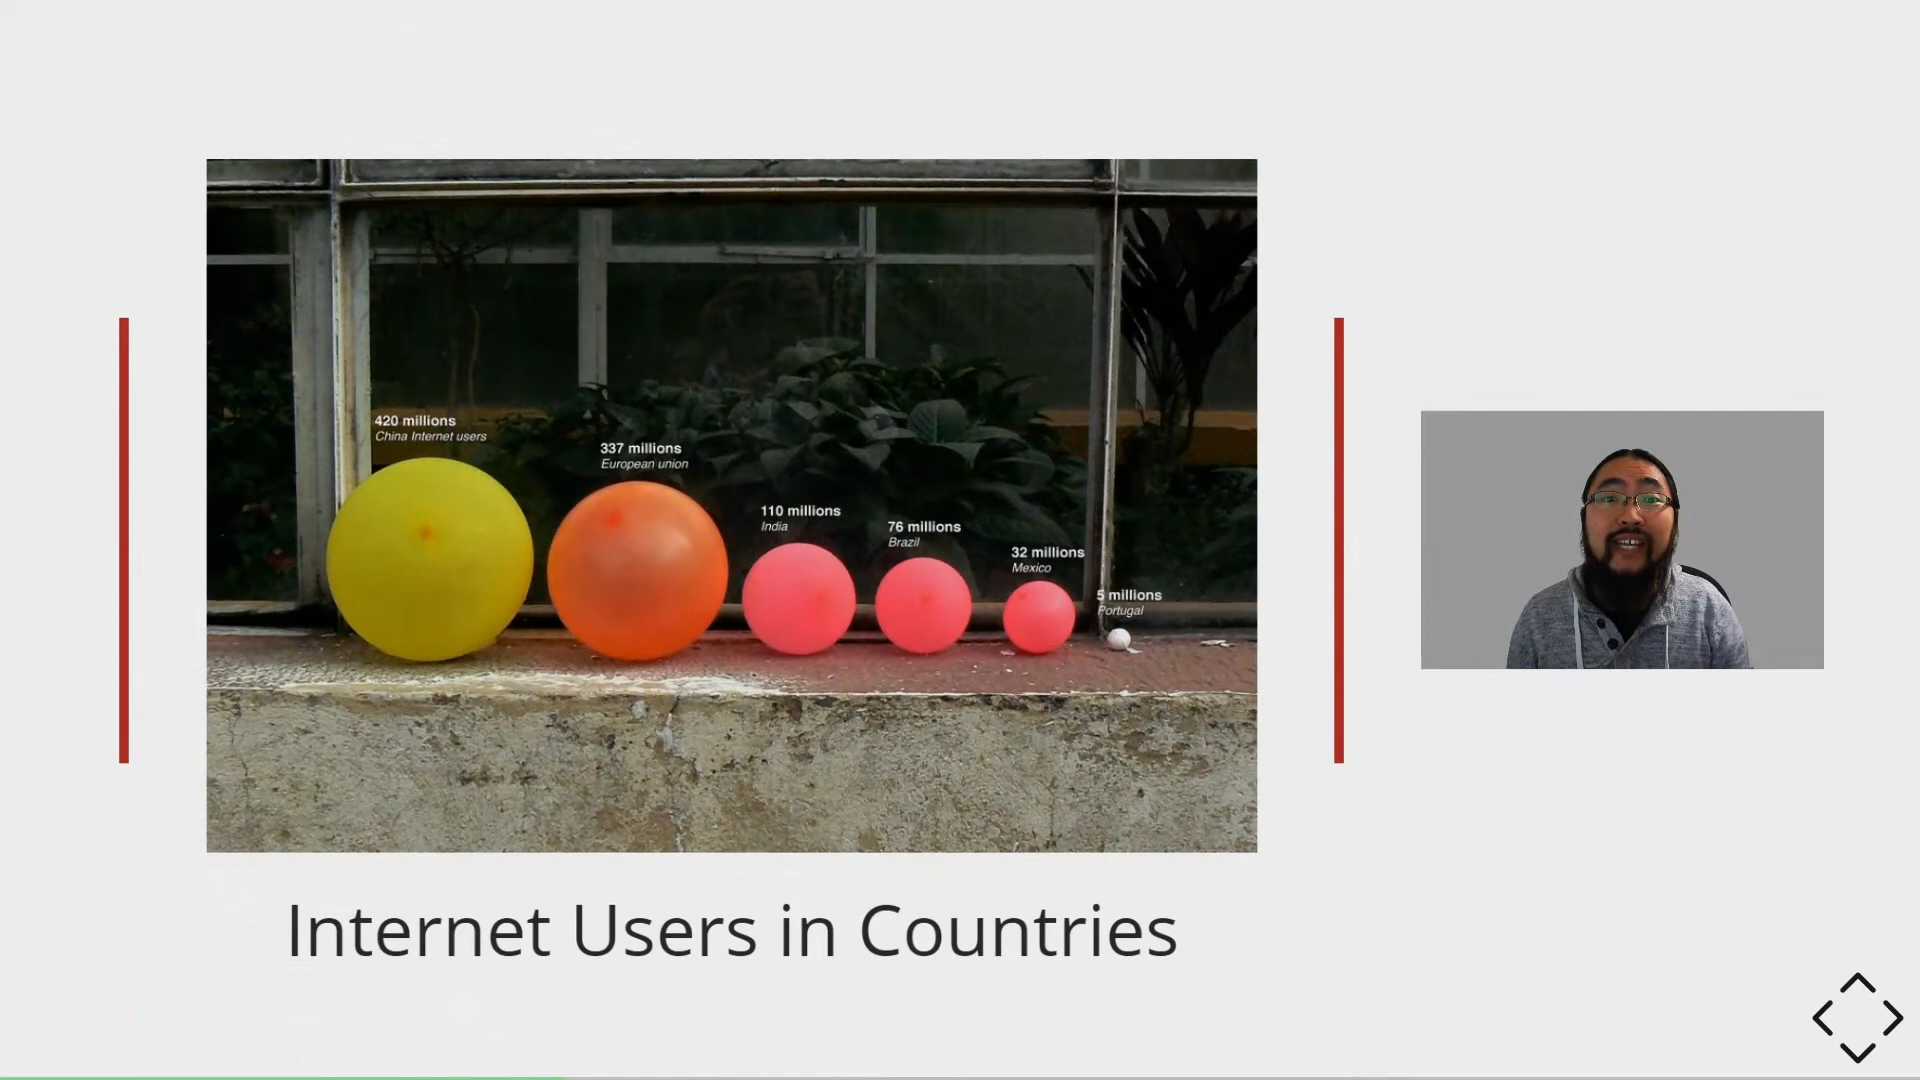 420 millions
China Internet users
337 millions
European union
110 millions
India
76 millions
Brazil
32 millions
Mexico
5 millions
Portugal
Internet Users in Countries